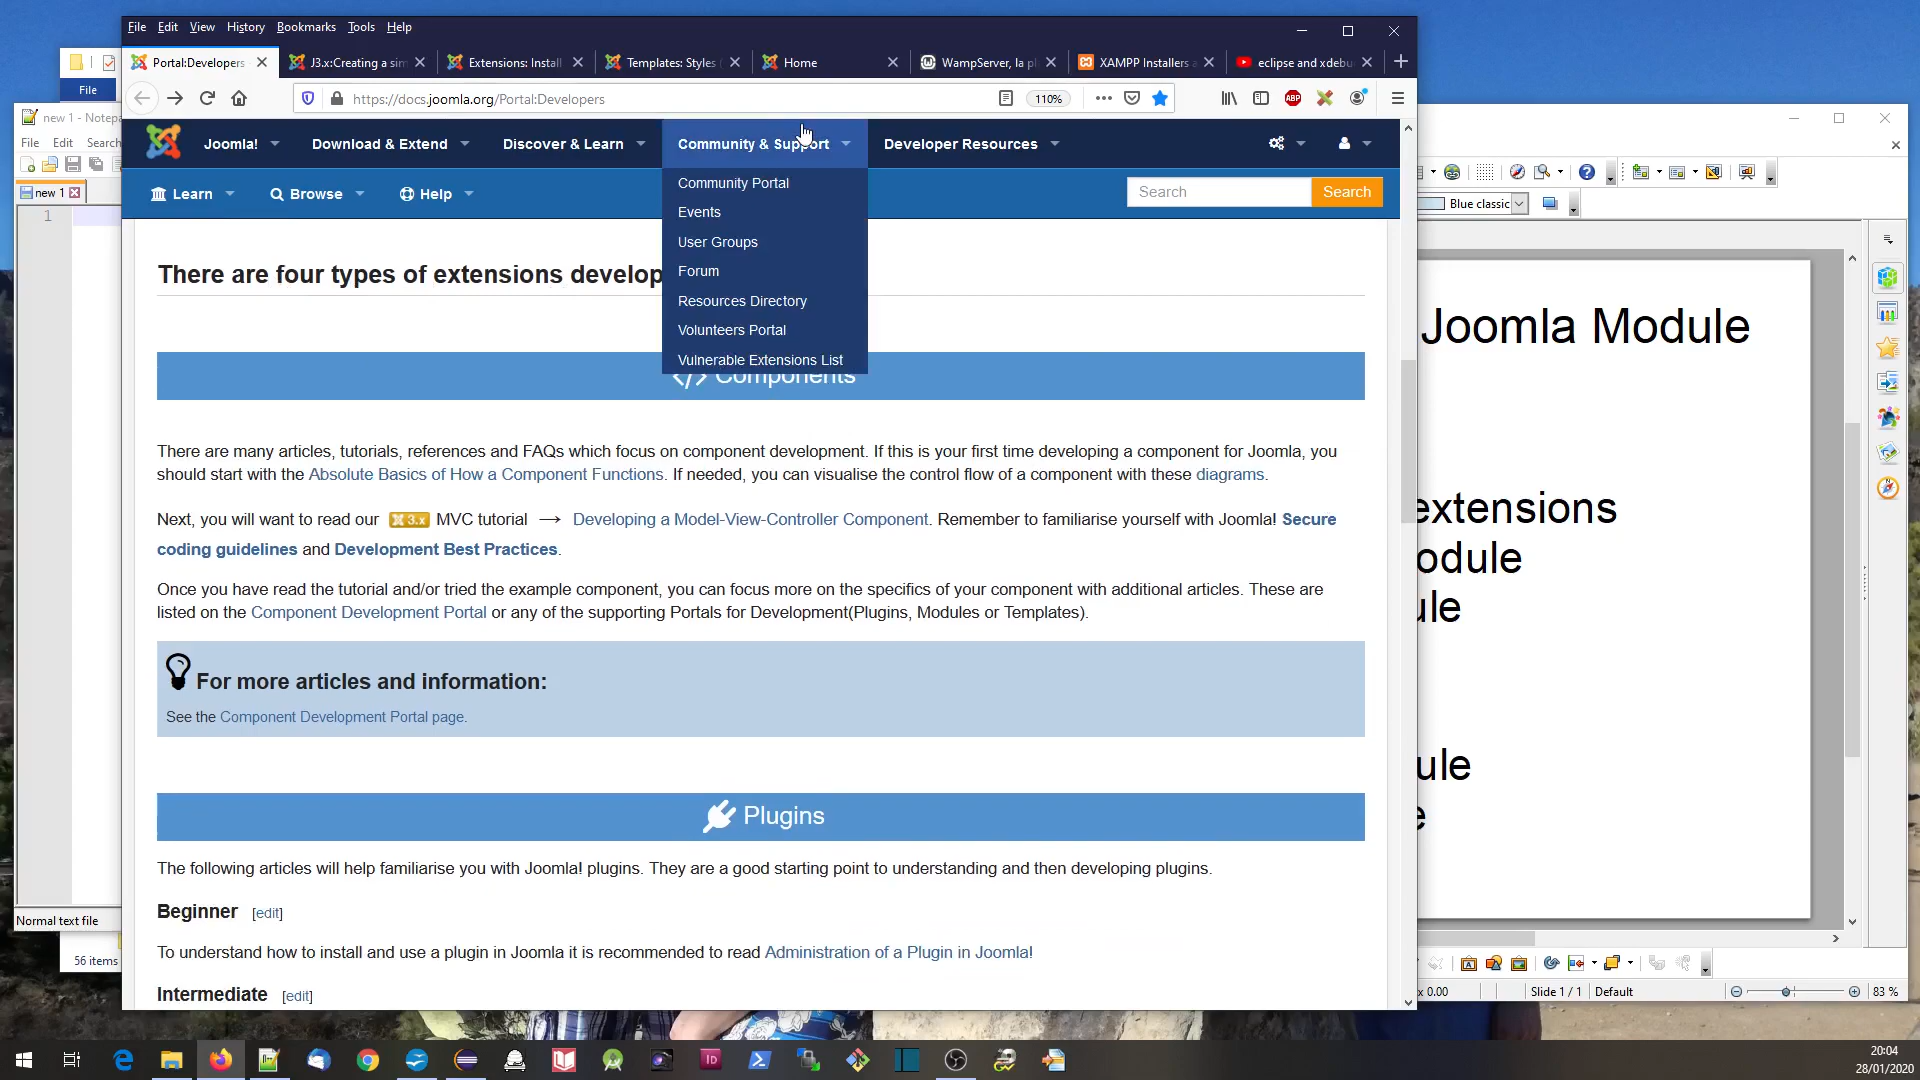 File Edit View History Bookmarks Tools Help
Portal:Developers J3.x:Creating a sim Extensions: Install Templates: Styles Home WampServer, la pl XAMPP Installers a eclipse and xdebu
https://docs.joomla.org/Portal:Developers 110%
Joomla! Download & Extend Discover & Learn Community & Support Developer Resources
Learn Browse Help Search Search
Community Portal
Events
User Groups
Forum
Resources Directory
Volunteers Portal
Vulnerable Extensions List
There are four types of extensions develop
Components
There are many articles, tutorials, references and FAQs which focus on component development. If this is your first time developing a component for Joomla, you
should start with the Absolute Basics of How a Component Functions. If needed, you can visualise the control flow of a component with these diagrams.
Next, you will want to read our 3.x MVC tutorial → Developing a Model-View-Controller Component. Remember to familiarise yourself with Joomla! Secure
coding guidelines and Development Best Practices.
Once you have read the tutorial and/or tried the example component, you can focus more on the specifics of your component with additional articles. These are
listed on the Component Development Portal or any of the supporting Portals for Development(Plugins, Modules or Templates).
For more articles and information:
See the Component Development Portal page.
Plugins
The following articles will help familiarise you with Joomla! plugins. They are a good starting point to understanding and then developing plugins.
Beginner [edit]
To understand how to install and use a plugin in Joomla it is recommended to read Administration of a Plugin in Joomla!
Intermediate [edit]
File
new 1 - Notepa
File Edit Search
new 1
1
Normal text file
56 items
Blue classic
Joomla Module
extensions
odule
ule
ule
e
x 0.00 Slide 1 / 1 Default 83 %
20:04
28/01/2020